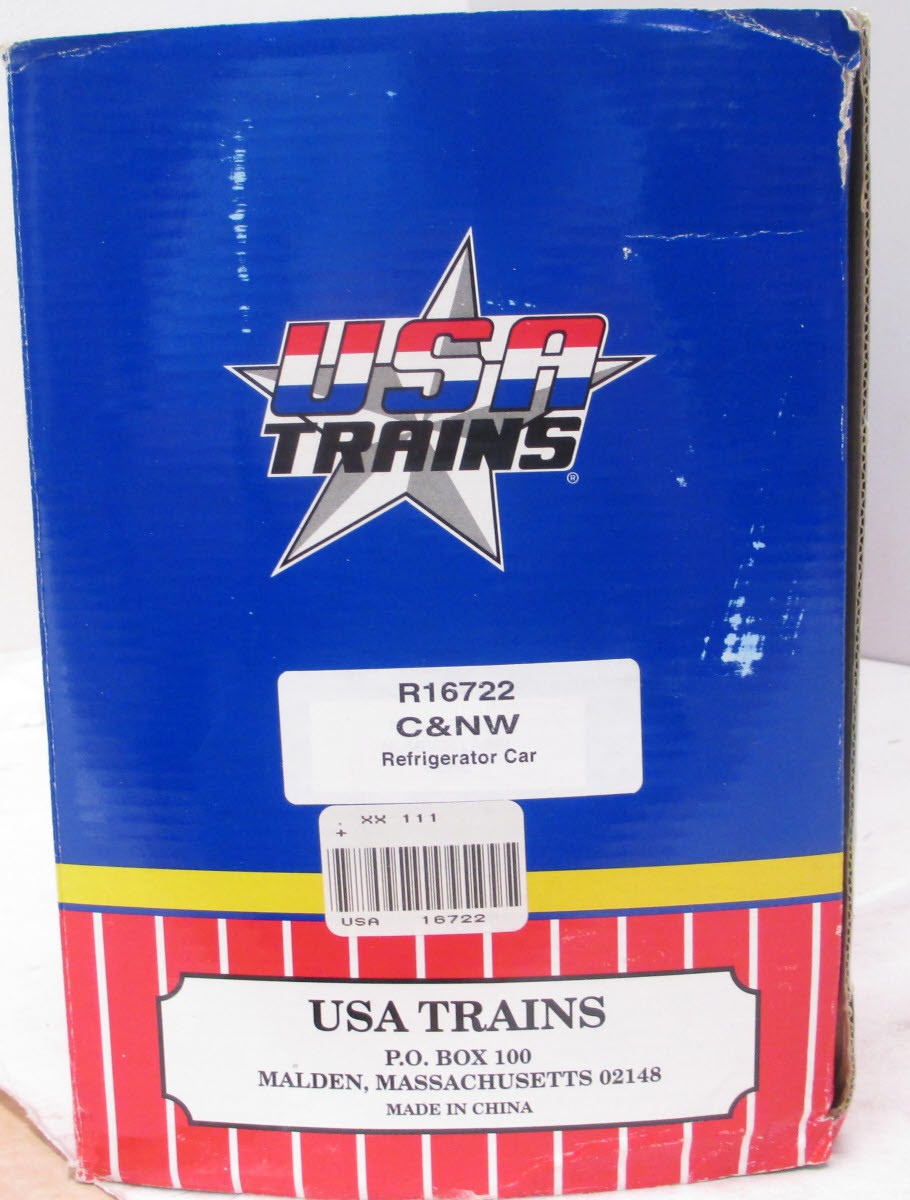 USA
TRAINS
®
R16722
C&NW
Refrigerator Car
. XX 111
+
USA 16722
USA TRAINS
P.O. BOX 100
MALDEN, MASSACHUSETTS 02148
MADE IN CHINA